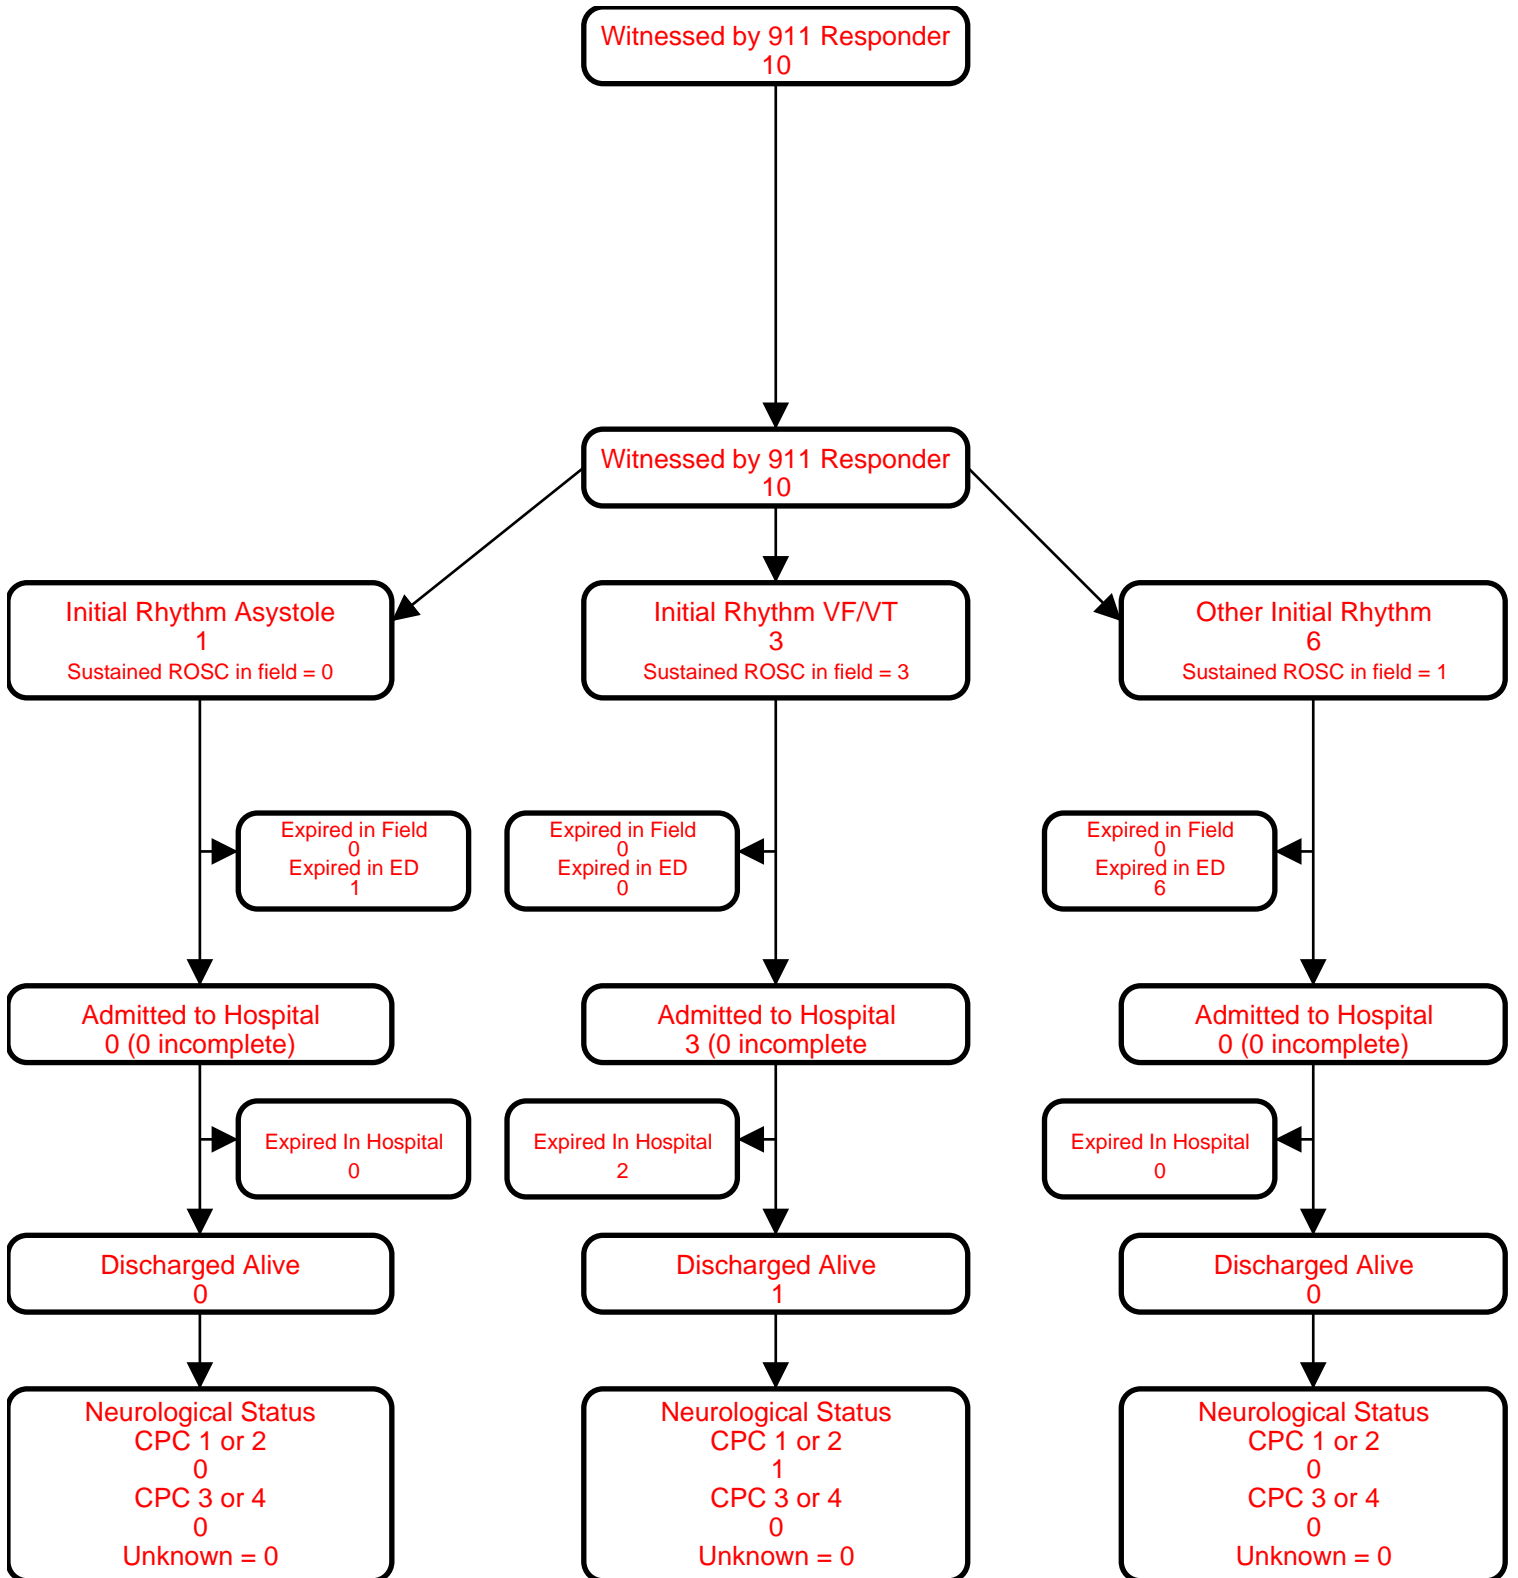 Witnessed by 911 Responder
10
Witnessed by 911 Responder
10
Initial Rhythm Asystole
1
Sustained ROSC in field = 0
Initial Rhythm VF/VT
3
Sustained ROSC in field = 3
Other Initial Rhythm
6
Sustained ROSC in field = 1
Expired in Field
0
Expired in ED
1
Expired in Field
0
Expired in ED
0
Expired in Field
0
Expired in ED
6
Admitted to Hospital
0 (0 incomplete)
Admitted to Hospital
3 (0 incomplete
Admitted to Hospital
0 (0 incomplete)
Expired In Hospital
0
Expired In Hospital
2
Expired In Hospital
0
Discharged Alive
0
Discharged Alive
1
Discharged Alive
0
Neurological Status
CPC 1 or 2
0
CPC 3 or 4
0
Unknown = 0
Neurological Status
CPC 1 or 2
1
CPC 3 or 4
0
Unknown = 0
Neurological Status
CPC 1 or 2
0
CPC 3 or 4
0
Unknown = 0